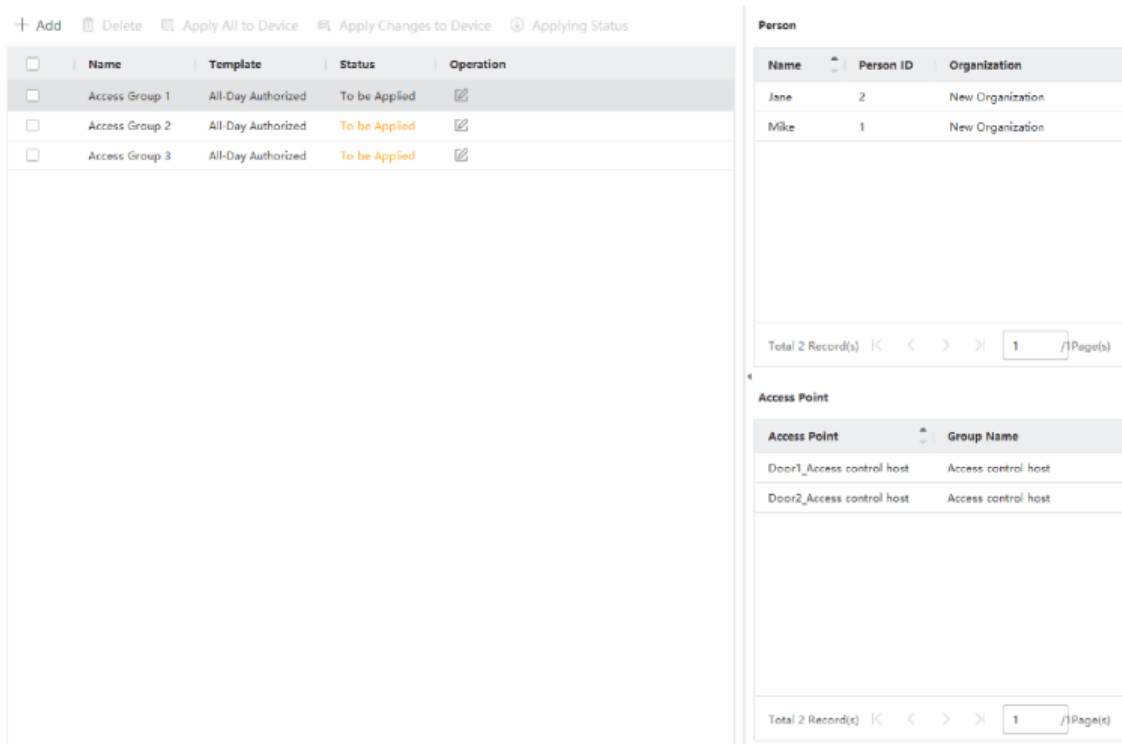 + Add Delete Apply All to Device Apply Changes to Device Applying Status
Name Template Status Operation
Access Group 1 All-Day Authorized To be Applied
Access Group 2 All-Day Authorized To be Applied
Access Group 3 All-Day Authorized To be Applied
Person
Name Person ID Organization
Jane 2 New Organization
Mike 1 New Organization
Total 2 Record(s) 1 /1Page(s)
Access Point
Access Point Group Name
Door1_Access control host Access control host
Door2_Access control host Access control host
Total 2 Record(s) 1 /1Page(s)